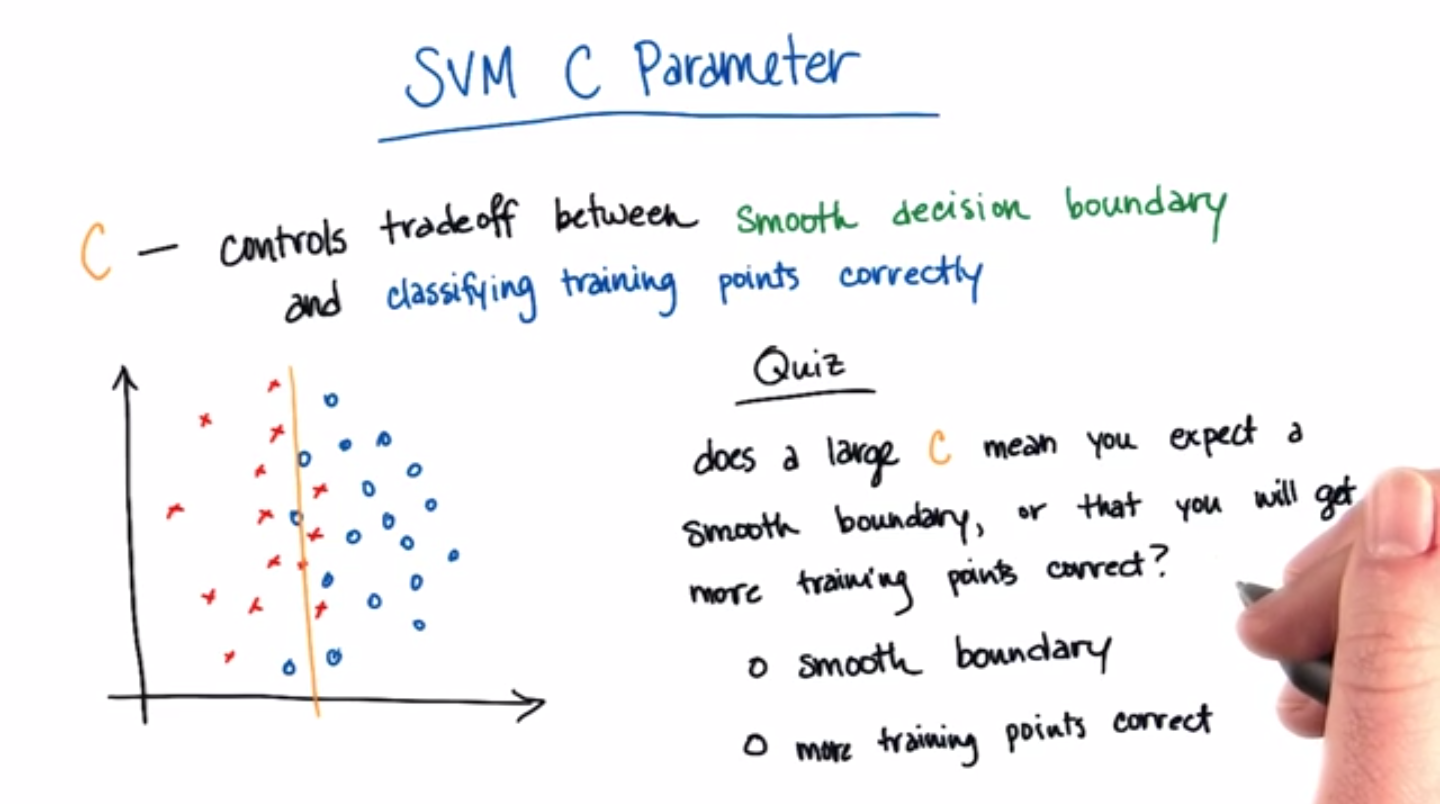 SVM C Parameter
C — controls tradeoff between smooth decision boundary
and classifying training points correctly
Quiz
does a large C mean you expect a
smooth boundary, or that you will get
more training points correct?
o smooth boundary
o more training points correct